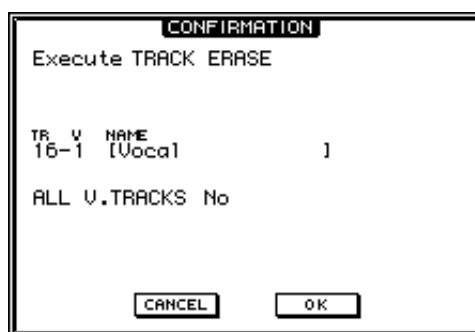 CONFIRMATION
Execute TRACK ERASE
TR V NAME
16-1 [Vocal ]
ALL V.TRACKS No
CANCEL OK